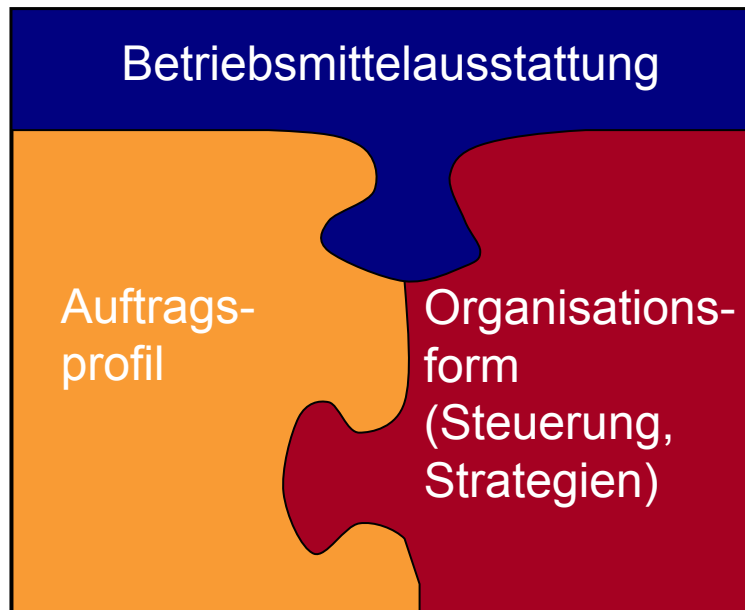 Betriebsmittelausstattung
Auftrags-
profil
Organisations-
form
(Steuerung,
Strategien)